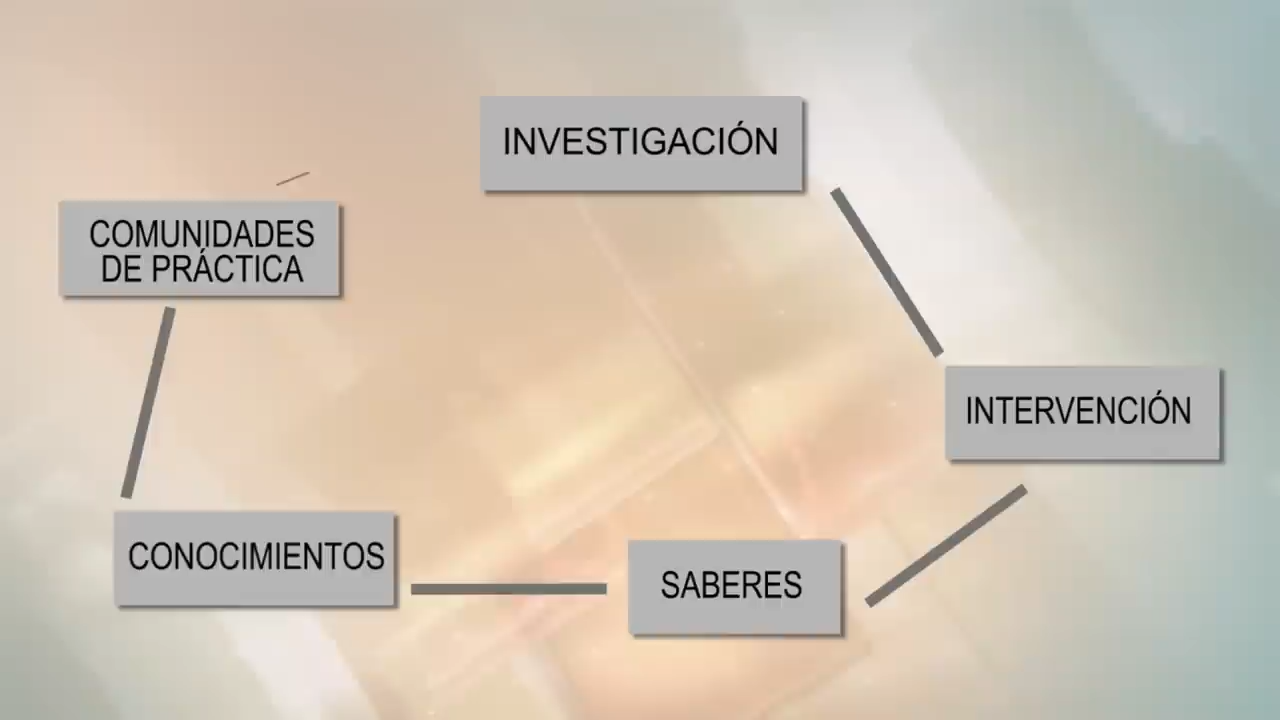 INVESTIGACIÓN
COMUNIDADES
DE PRÁCTICA
INTERVENCIÓN
CONOCIMIENTOS
SABERES